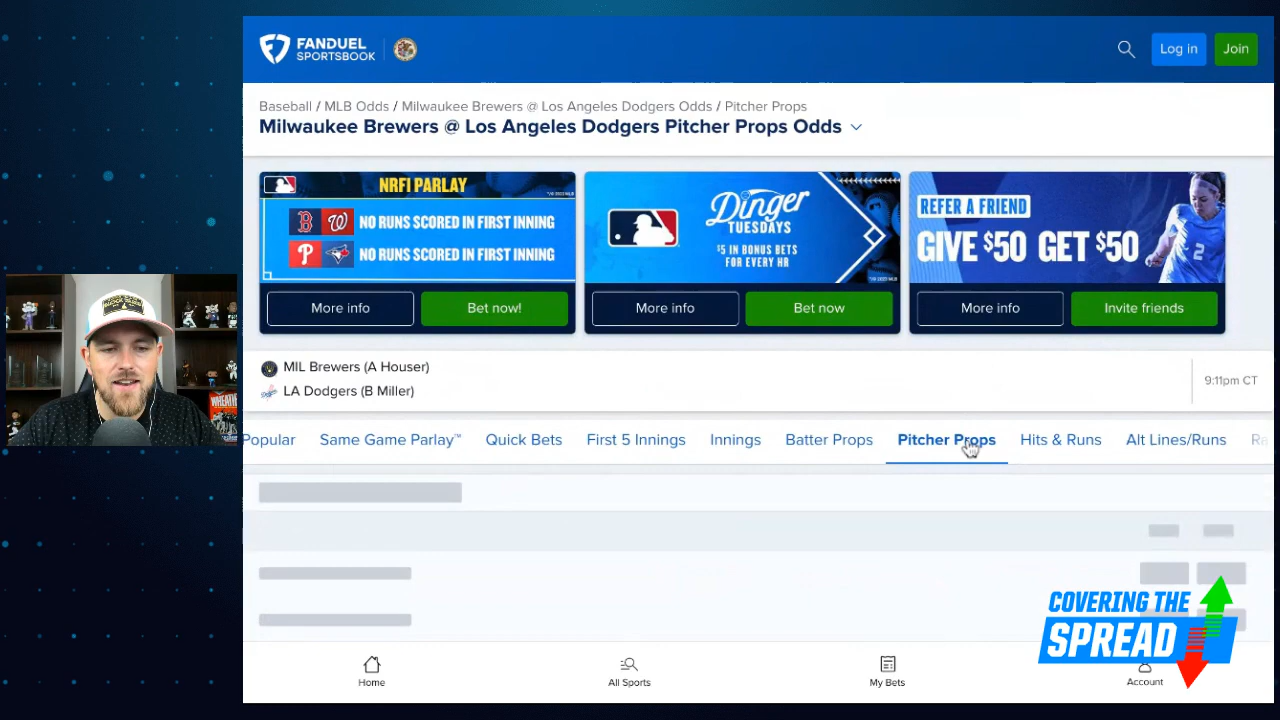 FANDUEL
SPORTSBOOK
Log in
Join
Baseball / MLB Odds / Milwaukee Brewers @ Los Angeles Dodgers Odds / Pitcher Props
Milwaukee Brewers @ Los Angeles Dodgers Pitcher Props Odds
NRFI PARLAY
B W NO RUNS SCORED IN FIRST INNING
P NO RUNS SCORED IN FIRST INNING
More info
Bet now!
Dinger
TUESDAYS
$5 IN BONUS BETS
FOR EVERY HR
More info
Bet now
REFER A FRIEND
GIVE $50 GET $50
2
More info
Invite friends
MIL Brewers (A Houser)
LA Dodgers (B Miller)
9:11pm CT
Popular
Same Game Parlay™
Quick Bets
First 5 Innings
Innings
Batter Props
Pitcher Props
Hits & Runs
Alt Lines/Runs
Ra
COVERING THE
SPREAD
Home
All Sports
My Bets
Account